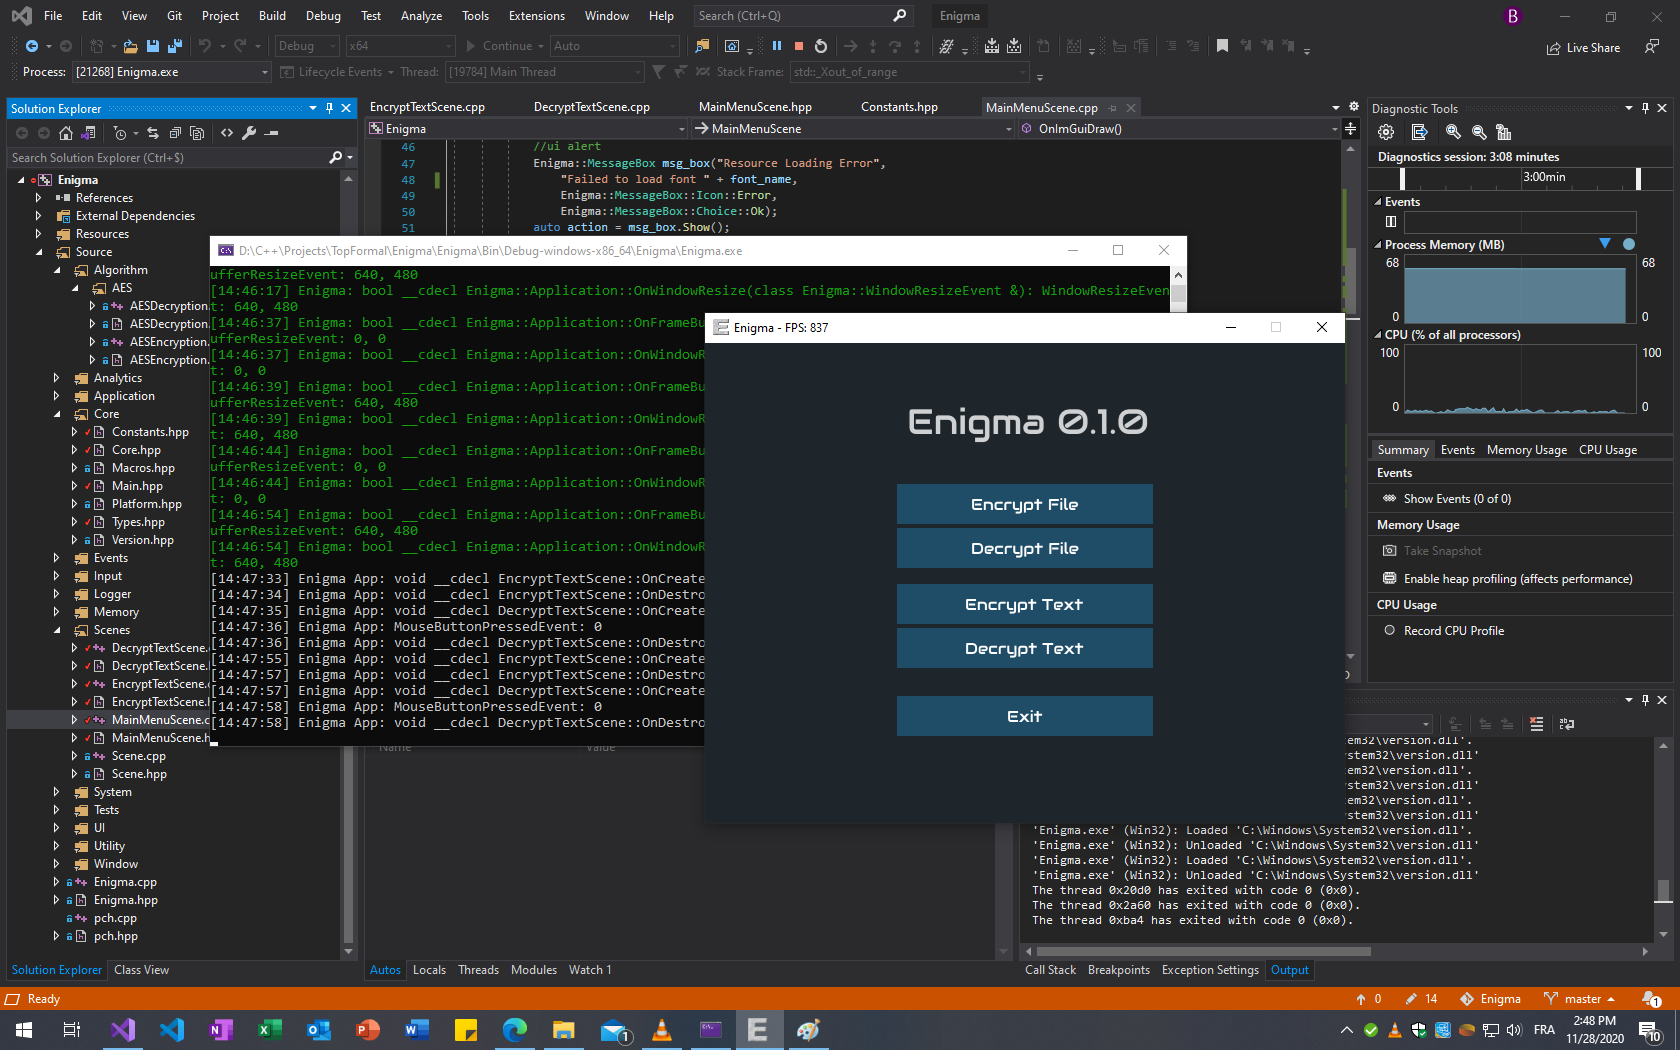 File Edit View Git Project Build Debug Test Analyze Tools Extensions Window Help Search (Ctrl+Q) Enigma B
Debug x64 Continue Auto Live Share
Process: [21268] Enigma.exe Lifecycle Events Thread: [19784] Main Thread Stack Frame: std::_Xout_of_range
Solution Explorer
Search Solution Explorer (Ctrl+$)
Enigma
References
External Dependencies
Resources
Source
Algorithm
AES
AESDecryption.
AESDecryption.
AESEncryption.
AESEncryption.
Analytics
Application
Core
Constants.hpp
Core.hpp
Macros.hpp
Main.hpp
Platform.hpp
Types.hpp
Version.hpp
Events
Input
Logger
Memory
Scenes
DecryptTextScene.c
DecryptTextScene.
EncryptTextScene.c
EncryptTextScene.
MainMenuScene.c
MainMenuScene.h
Scene.cpp
Scene.hpp
System
Tests
UI
Utility
Window
Enigma.cpp
Enigma.hpp
pch.cpp
pch.hpp
Solution Explorer Class View
EncryptTextScene.cpp DecryptTextScene.cpp MainMenuScene.hpp Constants.hpp MainMenuScene.cpp
Enigma MainMenuScene OnImGuiDraw()
46 //ui alert
47 Enigma::MessageBox msg_box("Resource Loading Error",
48 "Failed to load font " + font_name,
49 Enigma::MessageBox::Icon::Error,
50 Enigma::MessageBox::Choice::Ok);
51 auto action = msg_box.Show();
D:\C++\Projects\TopFormal\Enigma\Enigma\Bin\Debug-windows-x86_64\Enigma\Enigma.exe
ufferResizeEvent: 640, 480
[14:46:17] Enigma: bool __cdecl Enigma::Application::OnWindowResize(class Enigma::WindowResizeEvent &): WindowResizeEven
t: 640, 480
[14:46:37] Enigma: bool __cdecl Enigma::Application::OnFrameBu
ufferResizeEvent: 0, 0
[14:46:37] Enigma: bool __cdecl Enigma::Application::OnWindowR
t: 0, 0
[14:46:39] Enigma: bool __cdecl Enigma::Application::OnFrameBu
ufferResizeEvent: 640, 480
[14:46:39] Enigma: bool __cdecl Enigma::Application::OnWindowR
t: 640, 480
[14:46:44] Enigma: bool __cdecl Enigma::Application::OnFrameBu
ufferResizeEvent: 0, 0
[14:46:44] Enigma: bool __cdecl Enigma::Application::OnWindowR
t: 0, 0
[14:46:54] Enigma: bool __cdecl Enigma::Application::OnFrameBu
ufferResizeEvent: 640, 480
[14:46:54] Enigma: bool __cdecl Enigma::Application::OnWindowR
t: 640, 480
[14:47:33] Enigma App: void __cdecl EncryptTextScene::OnCreate
[14:47:34] Enigma App: void __cdecl EncryptTextScene::OnDestro
[14:47:35] Enigma App: void __cdecl DecryptTextScene::OnCreate
[14:47:36] Enigma App: MouseButtonPressedEvent: 0
[14:47:36] Enigma App: void __cdecl DecryptTextScene::OnDestro
[14:47:55] Enigma App: void __cdecl EncryptTextScene::OnCreate
[14:47:57] Enigma App: void __cdecl EncryptTextScene::OnDestro
[14:47:57] Enigma App: void __cdecl DecryptTextScene::OnCreate
[14:47:58] Enigma App: MouseButtonPressedEvent: 0
[14:47:58] Enigma App: void __cdecl DecryptTextScene::OnDestro
Name Value
Enigma - FPS: 837
Enigma 0.1.0
Encrypt File
Decrypt File
Encrypt Text
Decrypt Text
Exit
Diagnostic Tools
Diagnostics session: 3:08 minutes
3:00min
Events
Process Memory (MB)
68 68
0 0
CPU (% of all processors)
100 100
0 0
Summary Events Memory Usage CPU Usage
Events
Show Events (0 of 0)
Memory Usage
Take Snapshot
Enable heap profiling (affects performance)
CPU Usage
Record CPU Profile
em32\version.dll'.
ystem32\version.dll'
em32\version.dll'.
ystem32\version.dll'
em32\version.dll'.
ystem32\version.dll'
'Enigma.exe' (Win32): Loaded 'C:\Windows\System32\version.dll'.
'Enigma.exe' (Win32): Unloaded 'C:\Windows\System32\version.dll'
'Enigma.exe' (Win32): Loaded 'C:\Windows\System32\version.dll'.
'Enigma.exe' (Win32): Unloaded 'C:\Windows\System32\version.dll'
The thread 0x20d0 has exited with code 0 (0x0).
The thread 0x2a60 has exited with code 0 (0x0).
The thread 0xba4 has exited with code 0 (0x0).
Autos Locals Threads Modules Watch 1
Call Stack Breakpoints Exception Settings Output
Ready 0 14 Enigma master 1
1 FRA 2:48 PM 11/28/2020 10